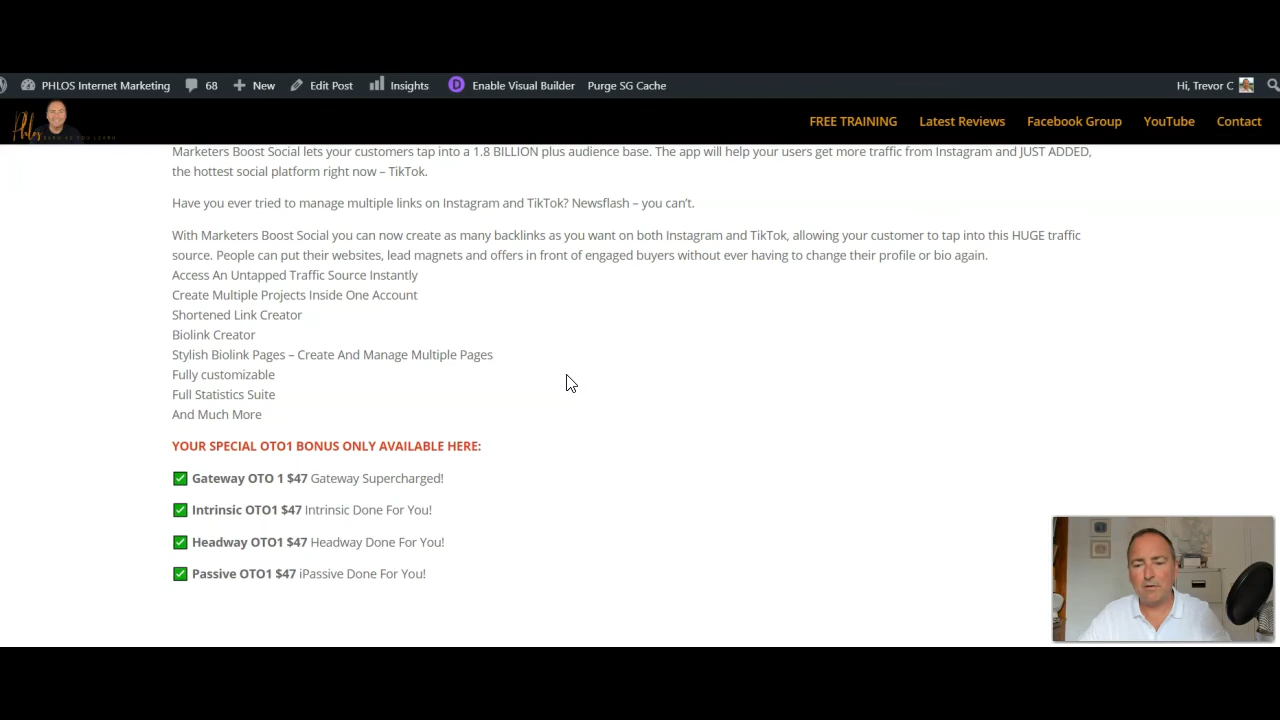 PHLOS Internet Marketing 68 New Edit Post Insights D Enable Visual Builder Purge SG Cache Hi, Trevor C
Phlos FREE TRAINING Latest Reviews Facebook Group YouTube Contact
Marketers Boost Social lets your customers tap into a 1.8 BILLION plus audience base. The app will help your users get more traffic from Instagram and JUST ADDED,
the hottest social platform right now – TikTok.
Have you ever tried to manage multiple links on Instagram and TikTok? Newsflash – you can't.
With Marketers Boost Social you can now create as many backlinks as you want on both Instagram and TikTok, allowing your customer to tap into this HUGE traffic
source. People can put their websites, lead magnets and offers in front of engaged buyers without ever having to change their profile or bio again.
Access An Untapped Traffic Source Instantly
Create Multiple Projects Inside One Account
Shortened Link Creator
Biolink Creator
Stylish Biolink Pages – Create And Manage Multiple Pages
Fully customizable
Full Statistics Suite
And Much More
YOUR SPECIAL OTO1 BONUS ONLY AVAILABLE HERE:
Gateway OTO 1 $47 Gateway Supercharged!
Intrinsic OTO1 $47 Intrinsic Done For You!
Headway OTO1 $47 Headway Done For You!
Passive OTO1 $47 iPassive Done For You!